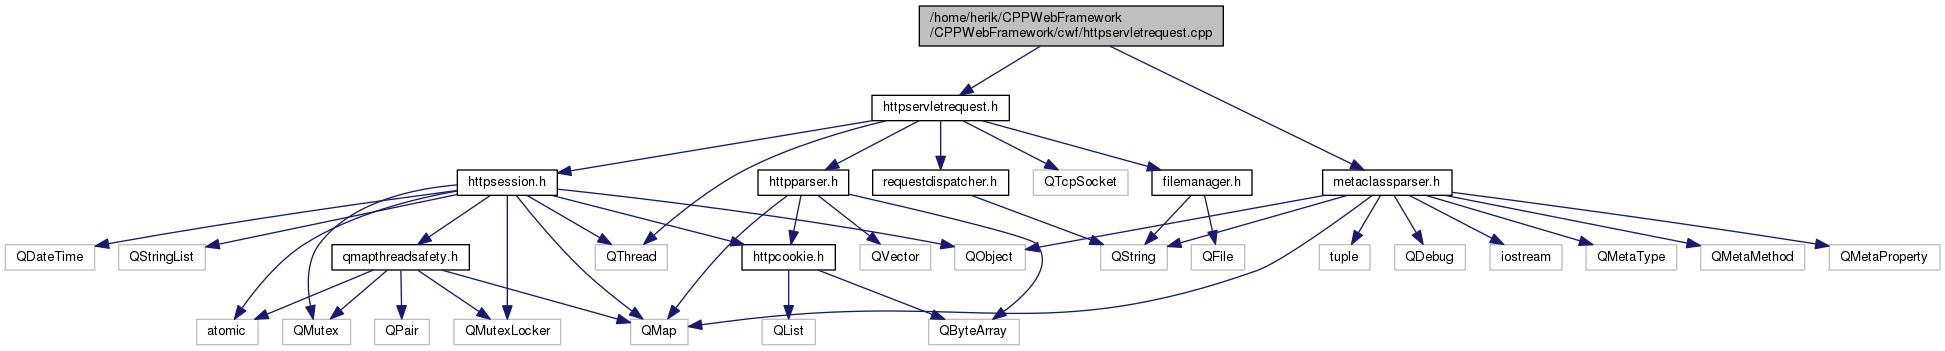 /home/herik/CPPWebFramework
/CPPWebFramework/cwf/httpservletrequest.cpp
httpservletrequest.h
httpsession.h
httpparser.h
requestdispatcher.h
QTcpSocket
filemanager.h
metaclassparser.h
QDateTime
QStringList
qmapthreadsafety.h
QThread
httpcookie.h
QVector
QObject
QString
QFile
tuple
QDebug
iostream
QMetaType
QMetaMethod
QMetaProperty
atomic
QMutex
QPair
QMutexLocker
QMap
QList
QByteArray